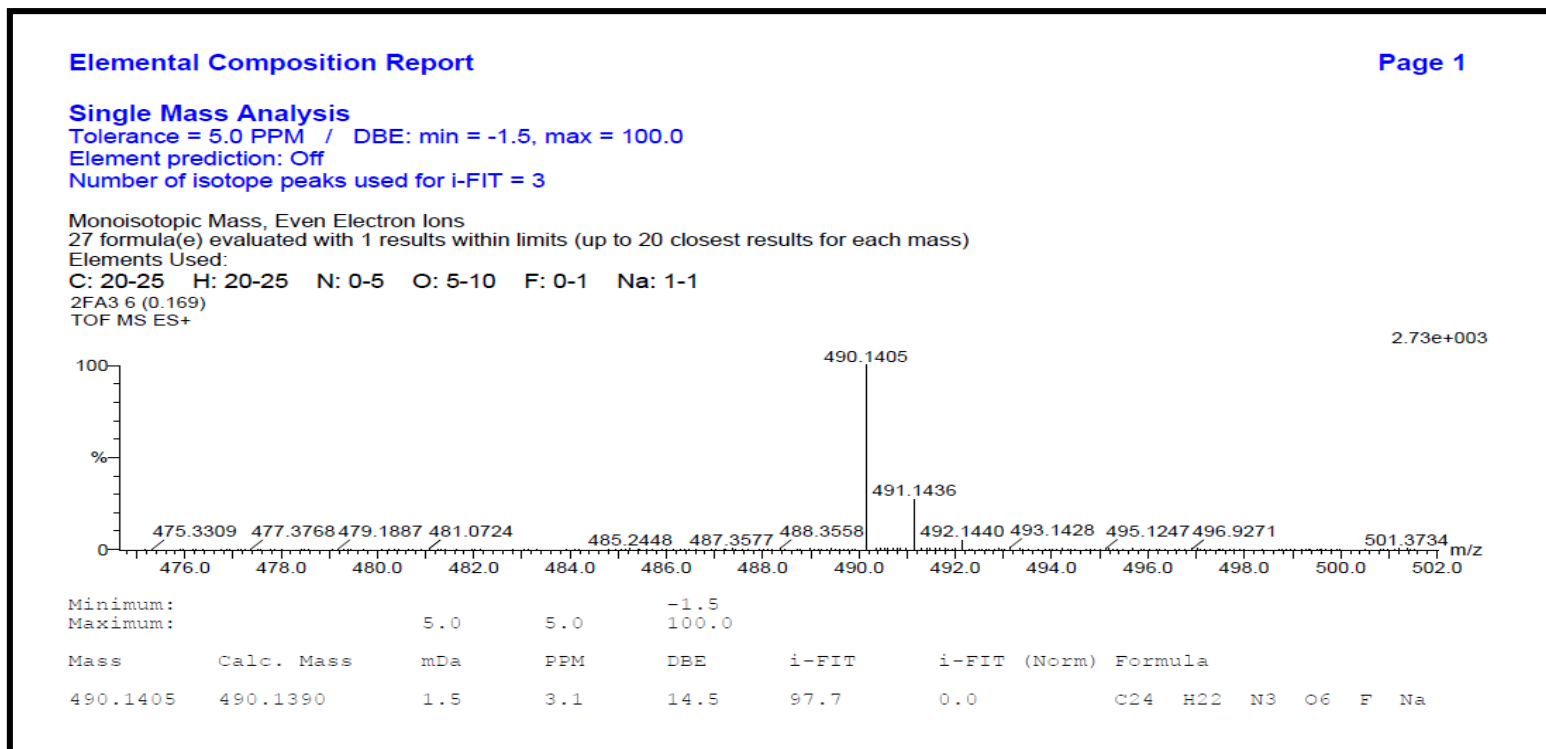 Elemental Composition Report Page 1
Single Mass Analysis
Tolerance = 5.0 PPM / DBE: min = -1.5, max = 100.0
Element prediction: Off
Number of isotope peaks used for i-FIT = 3
Monoisotopic Mass, Even Electron Ions
27 formula(e) evaluated with 1 results within limits (up to 20 closest results for each mass)
Elements Used:
C: 20-25 H: 20-25 N: 0-5 O: 5-10 F: 0-1 Na: 1-1
2FA3 6 (0.169)
TOF MS ES+
2.73e+003
100
490.1405
%
491.1436
475.3309 477.3768 479.1887 481.0724 485.2448 487.3577 488.3558 492.1440 493.1428 495.1247 496.9271 501.3734
0
m/z
476.0 478.0 480.0 482.0 484.0 486.0 488.0 490.0 492.0 494.0 496.0 498.0 500.0 502.0
Minimum: -1.5
Maximum: 5.0 5.0 100.0
Mass Calc. Mass mDa PPM DBE i-FIT i-FIT (Norm) Formula
490.1405 490.1390 1.5 3.1 14.5 97.7 0.0 C24 H22 N3 O6 F Na